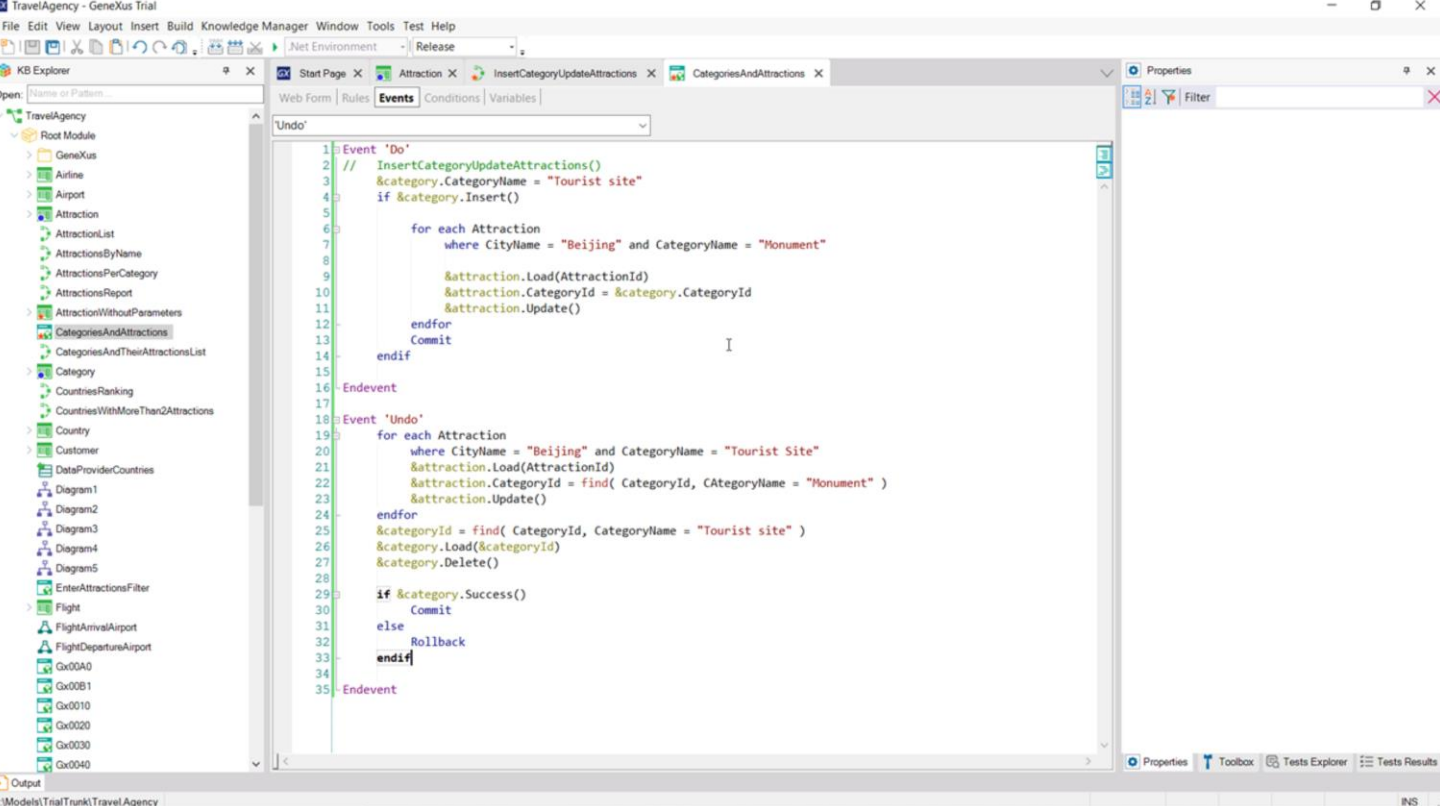 TravelAgency - GeneXus Trial
File Edit View Layout Insert Build Knowledge Manager Window Tools Test Help
.Net Environment Release
KB Explorer
Open: Name or Pattern...
TravelAgency
Root Module
GeneXus
Airline
Airport
Attraction
AttractionList
AttractionsByName
AttractionsPerCategory
AttractionsReport
AttractionWithoutParameters
CategoriesAndAttractions
CategoriesAndTheirAttractionsList
Category
CountriesRanking
CountriesWithMoreThan2Attractions
Country
Customer
DataProviderCountries
Diagram1
Diagram2
Diagram3
Diagram4
Diagram5
EnterAttractionsFilter
Flight
FlightArrivalAirport
FlightDepartureAirport
Gx00A0
Gx00B1
Gx0010
Gx0020
Gx0030
Gx0040
Start Page Attraction InsertCategoryUpdateAttractions CategoriesAndAttractions
Web Form Rules Events Conditions Variables
'Undo'
1 Event 'Do'
2 // InsertCategoryUpdateAttractions()
3 &category.CategoryName = "Tourist site"
4 if &category.Insert()
5
6 for each Attraction
7 where CityName = "Beijing" and CategoryName = "Monument"
8
9 &attraction.Load(AttractionId)
10 &attraction.CategoryId = &category.CategoryId
11 &attraction.Update()
12 endfor
13 Commit
14 endif
15
16 Endevent
17
18 Event 'Undo'
19 for each Attraction
20 where CityName = "Beijing" and CategoryName = "Tourist Site"
21 &attraction.Load(AttractionId)
22 &attraction.CategoryId = find( CategoryId, CAtegoryName = "Monument" )
23 &attraction.Update()
24 endfor
25 &categoryId = find( CategoryId, CategoryName = "Tourist site" )
26 &category.Load(&categoryId)
27 &category.Delete()
28
29 if &category.Success()
30 Commit
31 else
32 Rollback
33 endif
34
35 Endevent
Properties
Filter
Properties Toolbox Tests Explorer Tests Results
Output
:\Models\TrialTrunk\Travel.Agency
INS